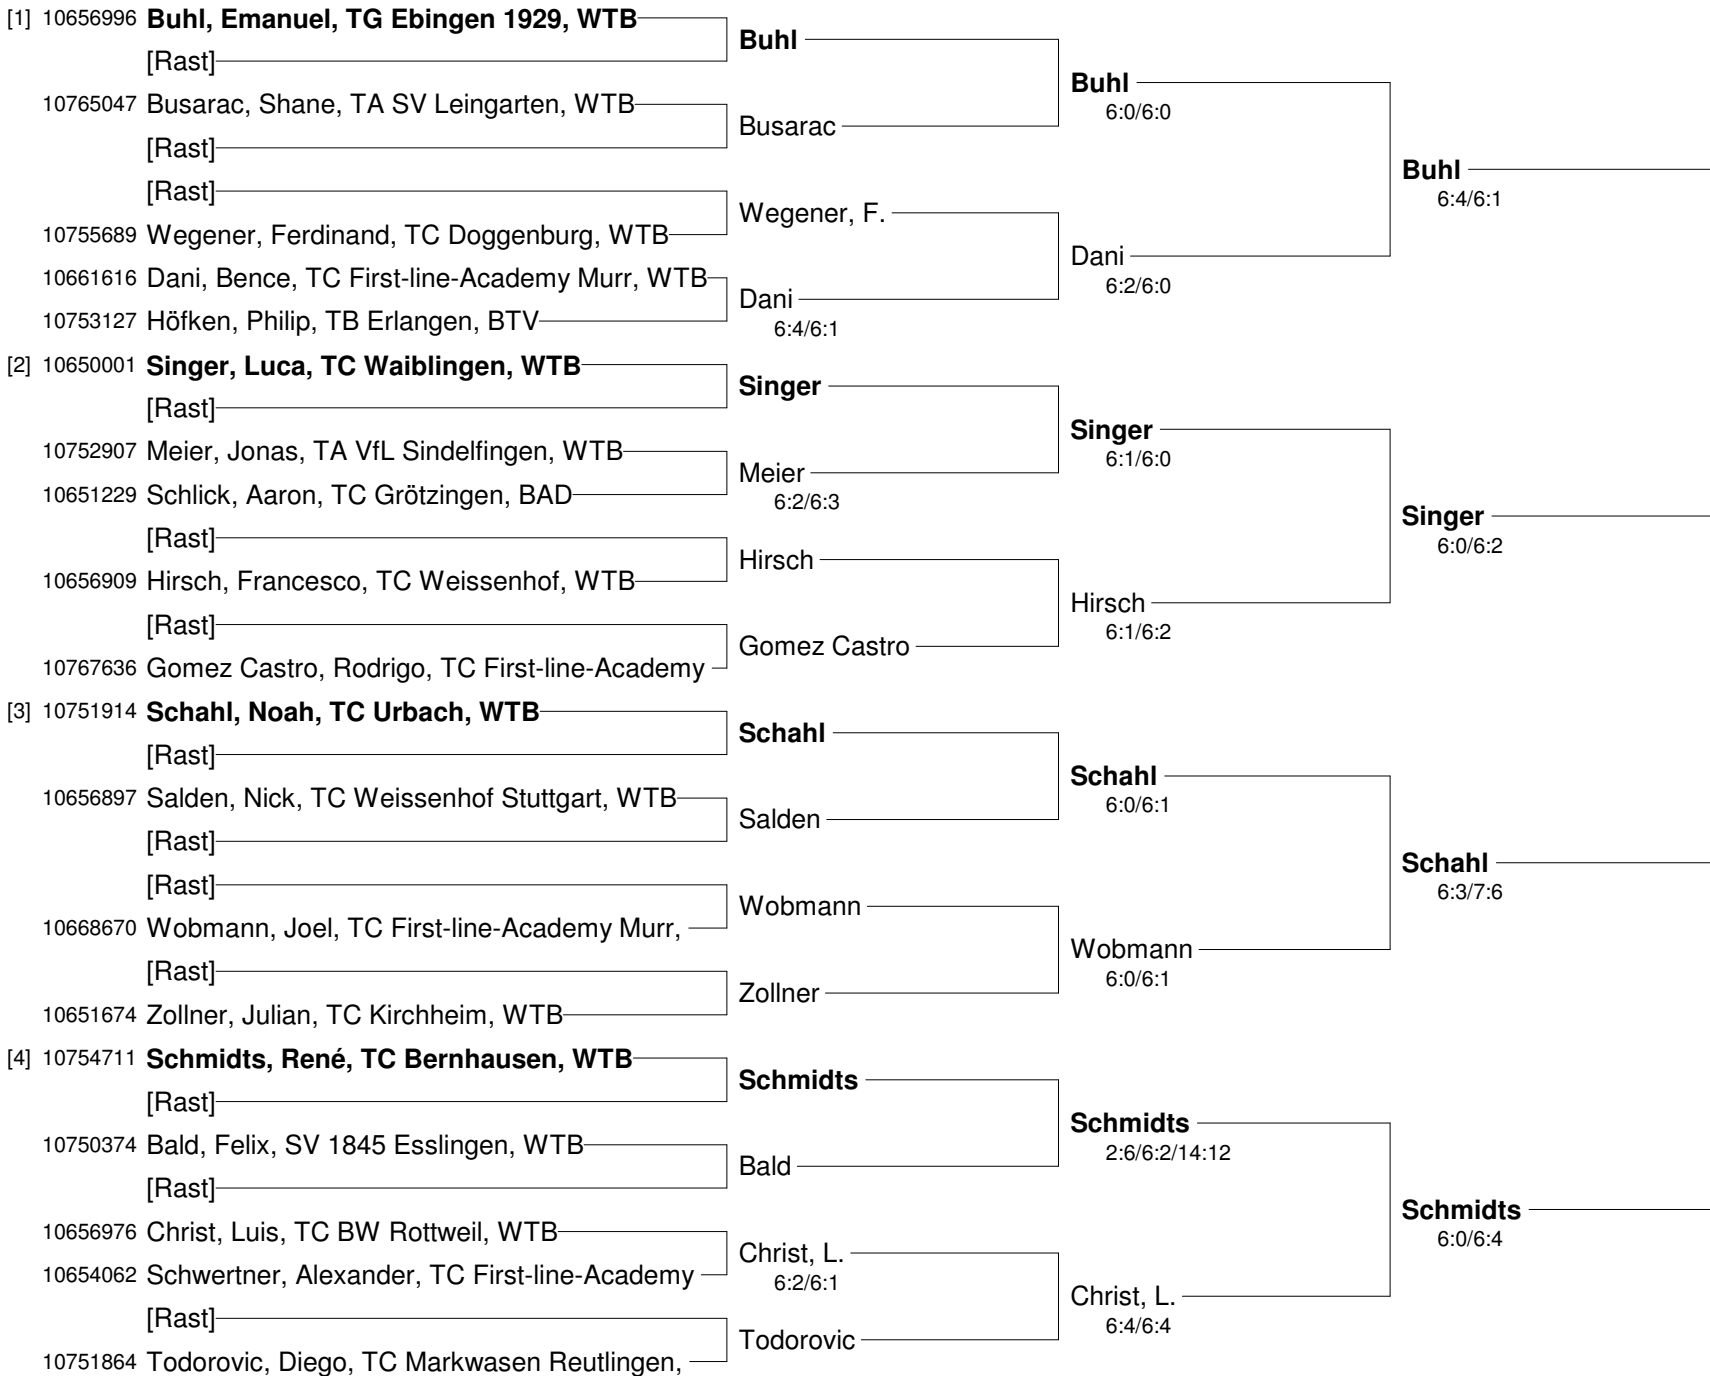 [1] 10656996 Buhl, Emanuel, TG Ebingen 1929, WTB
Buhl
[Rast]
Buhl
6:0/6:0
10765047 Busarac, Shane, TA SV Leingarten, WTB
Busarac
[Rast]
Buhl
6:4/6:1
[Rast]
Wegener, F.
10755689 Wegener, Ferdinand, TC Doggenburg, WTB
Dani
6:2/6:0
10661616 Dani, Bence, TC First-line-Academy Murr, WTB
Dani
6:4/6:1
10753127 Höfken, Philip, TB Erlangen, BTV
[2] 10650001 Singer, Luca, TC Waiblingen, WTB
Singer
[Rast]
Singer
6:1/6:0
10752907 Meier, Jonas, TA VfL Sindelfingen, WTB
Meier
6:2/6:3
10651229 Schlick, Aaron, TC Grötzingen, BAD
Singer
6:0/6:2
[Rast]
Hirsch
10656909 Hirsch, Francesco, TC Weissenhof, WTB
Hirsch
6:1/6:2
[Rast]
Gomez Castro
10767636 Gomez Castro, Rodrigo, TC First-line-Academy
[3] 10751914 Schahl, Noah, TC Urbach, WTB
Schahl
[Rast]
Schahl
6:0/6:1
10656897 Salden, Nick, TC Weissenhof Stuttgart, WTB
Salden
[Rast]
Schahl
6:3/7:6
[Rast]
Wobmann
10668670 Wobmann, Joel, TC First-line-Academy Murr,
Wobmann
6:0/6:1
[Rast]
Zollner
10651674 Zollner, Julian, TC Kirchheim, WTB
[4] 10754711 Schmidts, René, TC Bernhausen, WTB
Schmidts
[Rast]
Schmidts
2:6/6:2/14:12
10750374 Bald, Felix, SV 1845 Esslingen, WTB
Bald
[Rast]
Schmidts
6:0/6:4
10656976 Christ, Luis, TC BW Rottweil, WTB
Christ, L.
6:2/6:1
10654062 Schwertner, Alexander, TC First-line-Academy
Christ, L.
6:4/6:4
[Rast]
Todorovic
10751864 Todorovic, Diego, TC Markwasen Reutlingen,